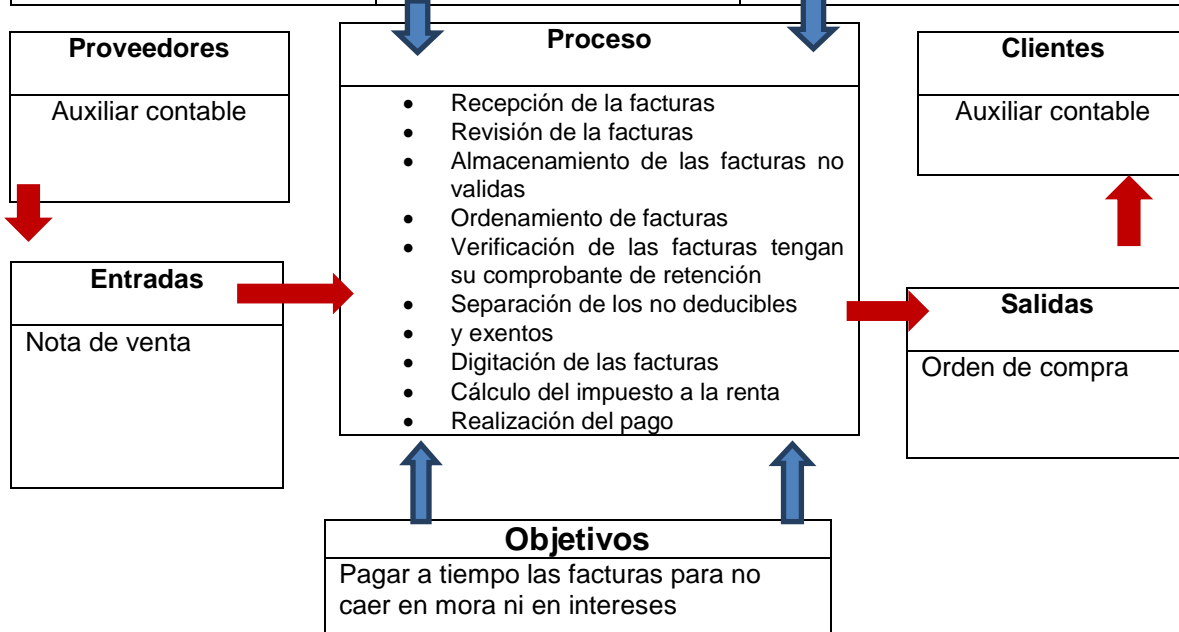 Proveedores
Auxiliar contable
Entradas
Nota de venta
Proceso
• Recepción de la facturas
• Revisión de la facturas
• Almacenamiento de las facturas no
validas
• Ordenamiento de facturas
• Verificación de las facturas tengan
su comprobante de retención
• Separación de los no deducibles
• y exentos
• Digitación de las facturas
• Cálculo del impuesto a la renta
• Realización del pago
Clientes
Auxiliar contable
Salidas
Orden de compra
Objetivos
Pagar a tiempo las facturas para no
caer en mora ni en intereses